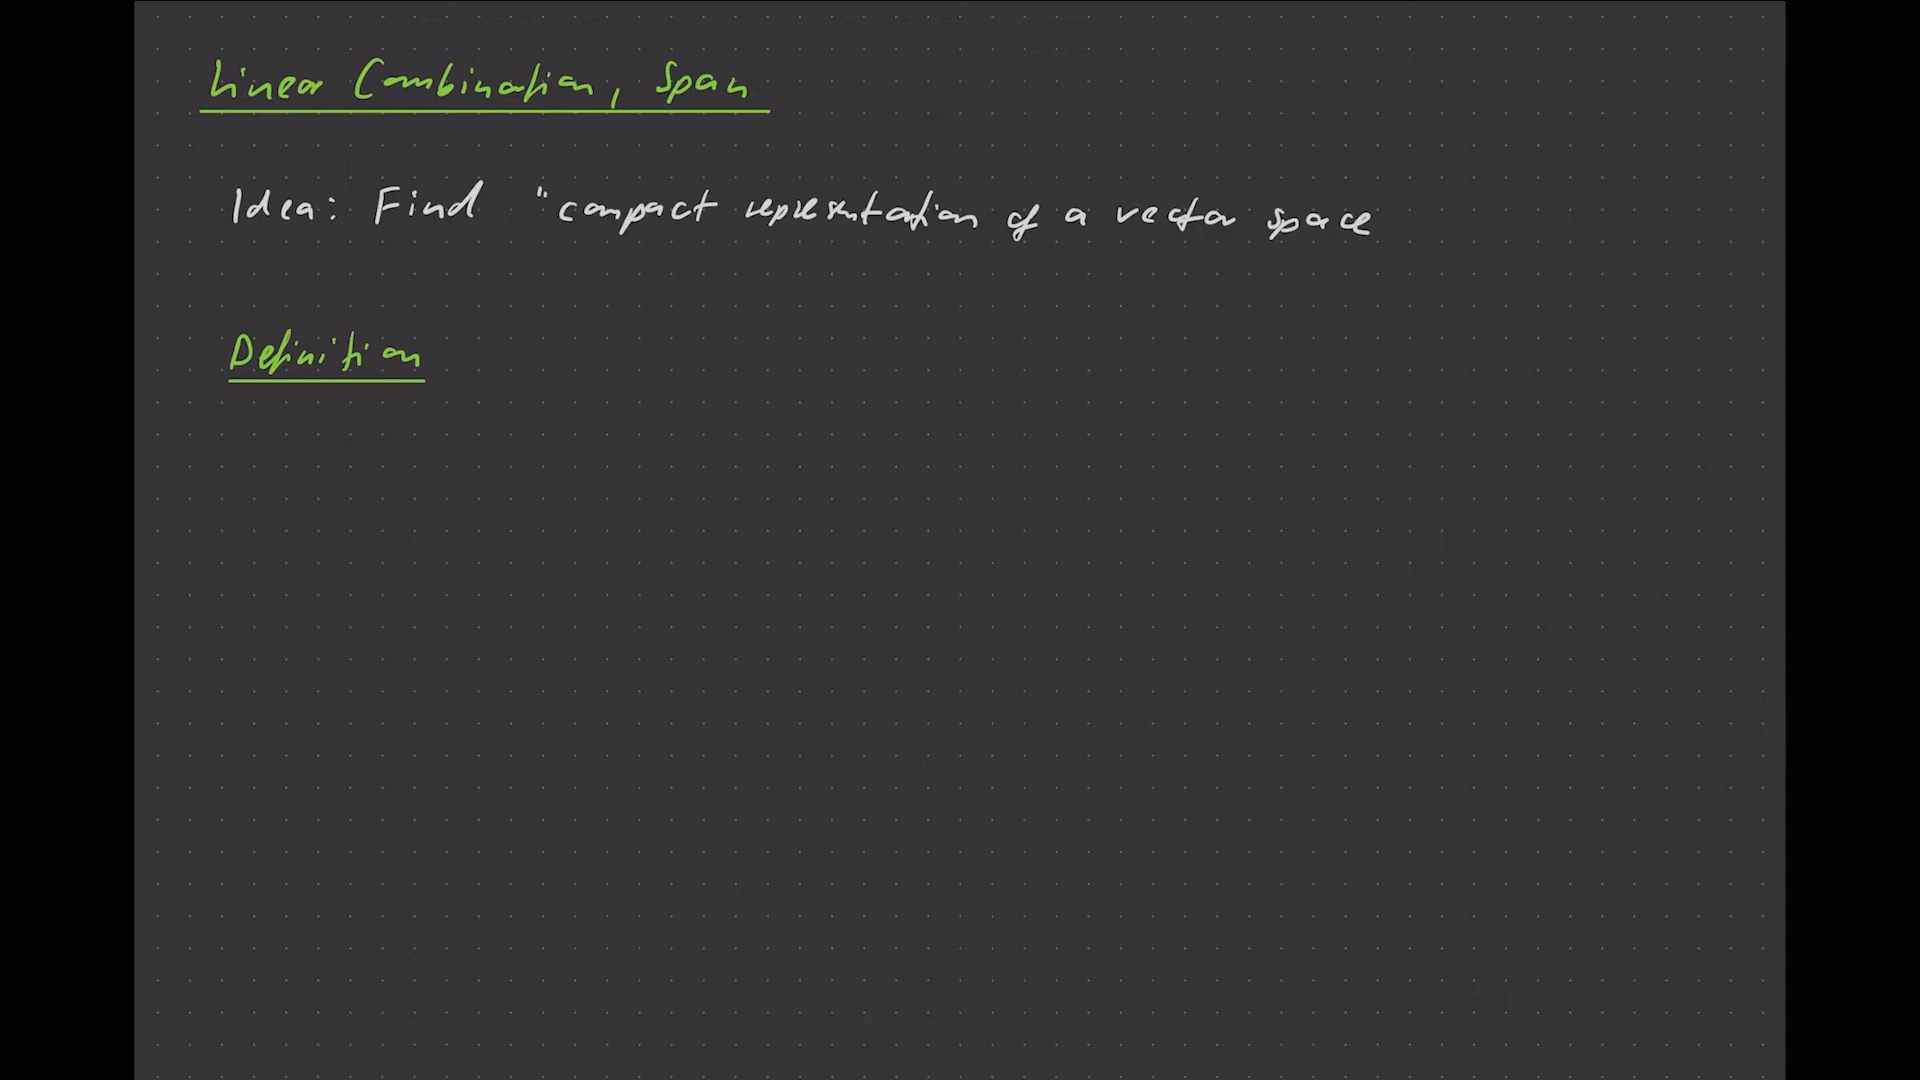 Linear Combination, Span
Idea: Find "compact representation of a vector space
Definition